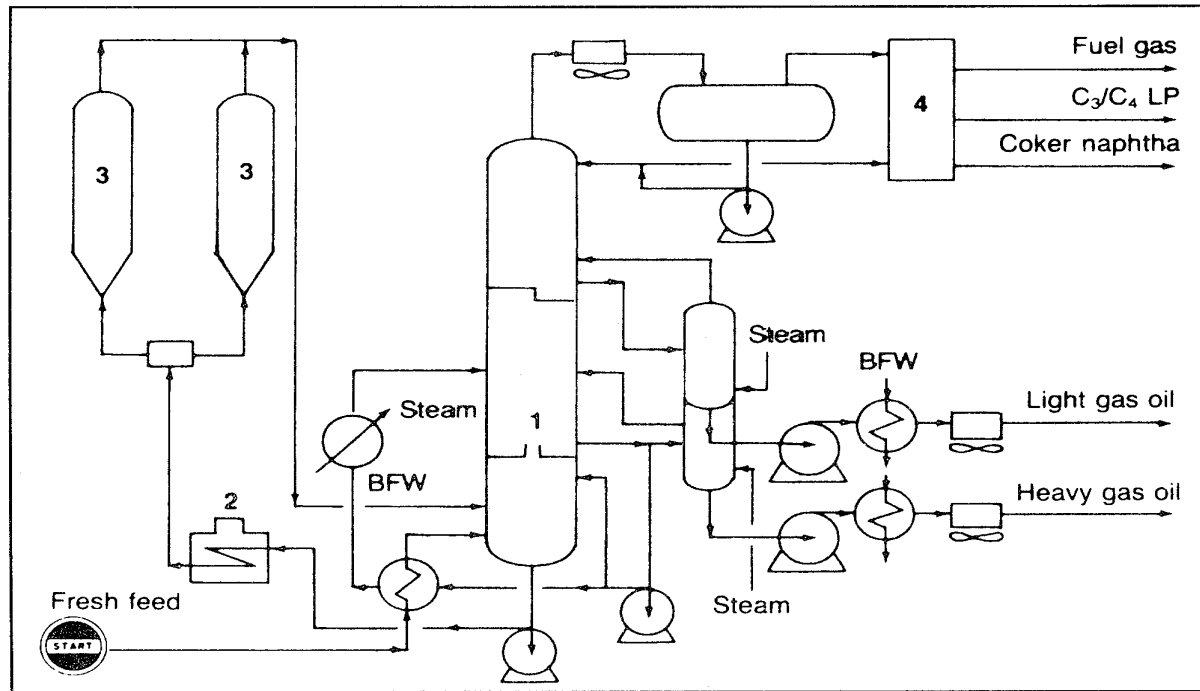 Fuel gas
C₃/C₄ LP
4
Coker naphtha
3
3
Steam
BFW
Steam
1
Light gas oil
BFW
2
Heavy gas oil
Fresh feed
Steam
START